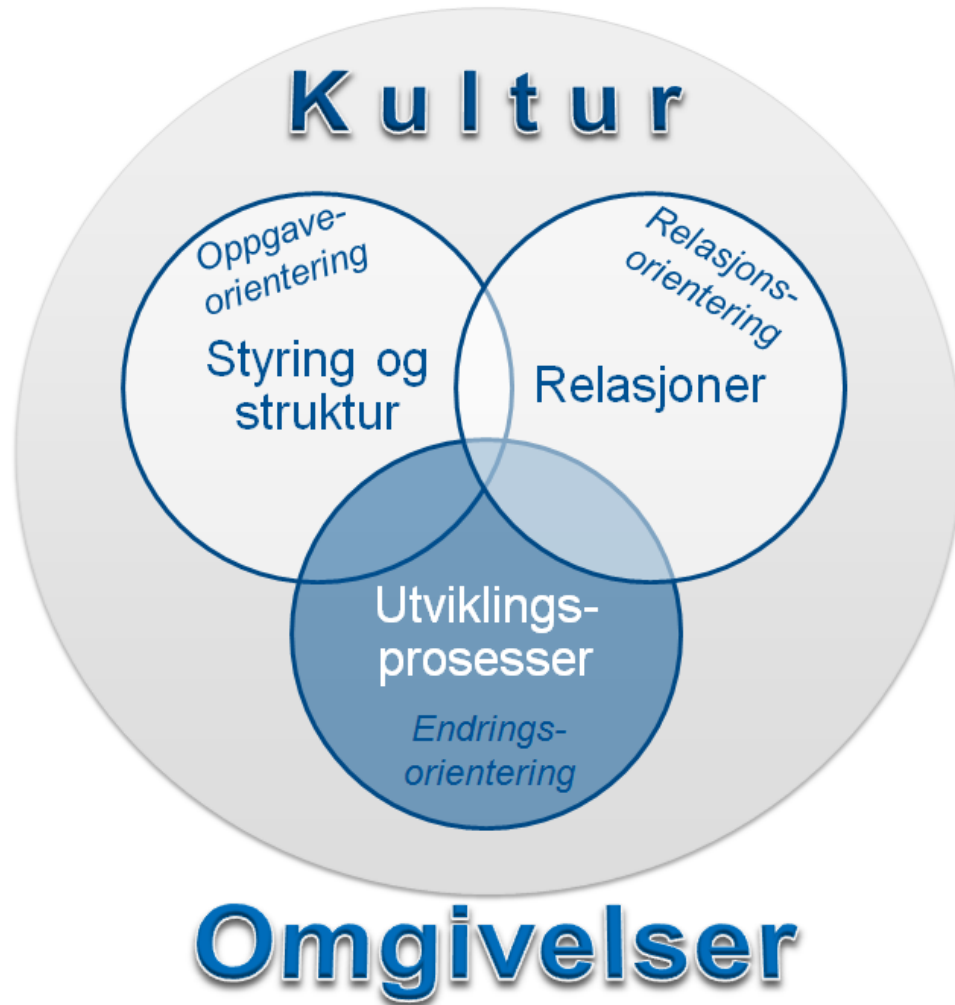 Kultur
Oppgave-
orientering
Styring og
struktur
Relasjons-
orientering
Relasjoner
Utviklings-
prosesser
Endrings-
orientering
Omgivelser